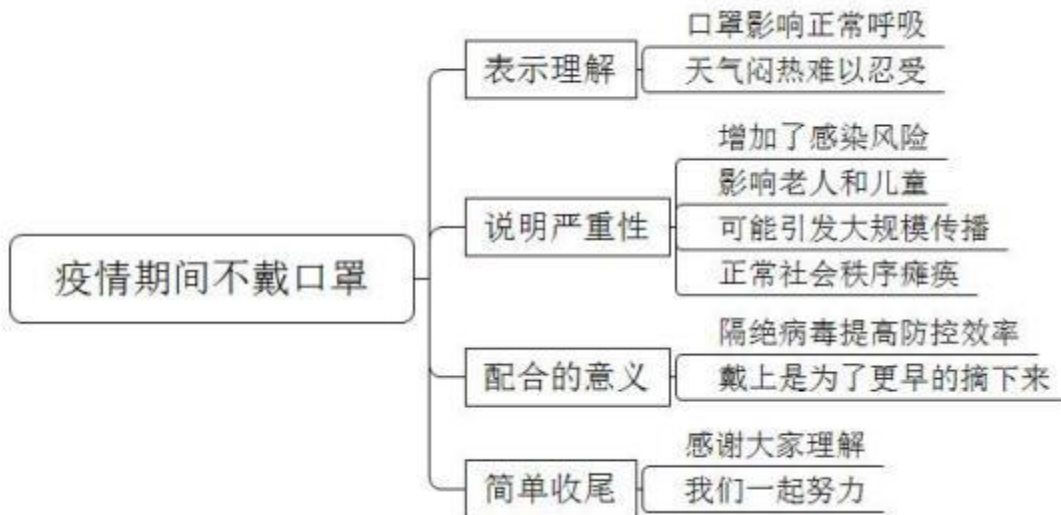 疫情期间不戴口罩
表示理解
口罩影响正常呼吸
天气闷热难以忍受
说明严重性
增加了感染风险
影响老人和儿童
可能引发大规模传播
正常社会秩序瘫痪
配合的意义
隔绝病毒提高防控效率
戴上是为了更早的摘下来
简单收尾
感谢大家理解
我们一起努力